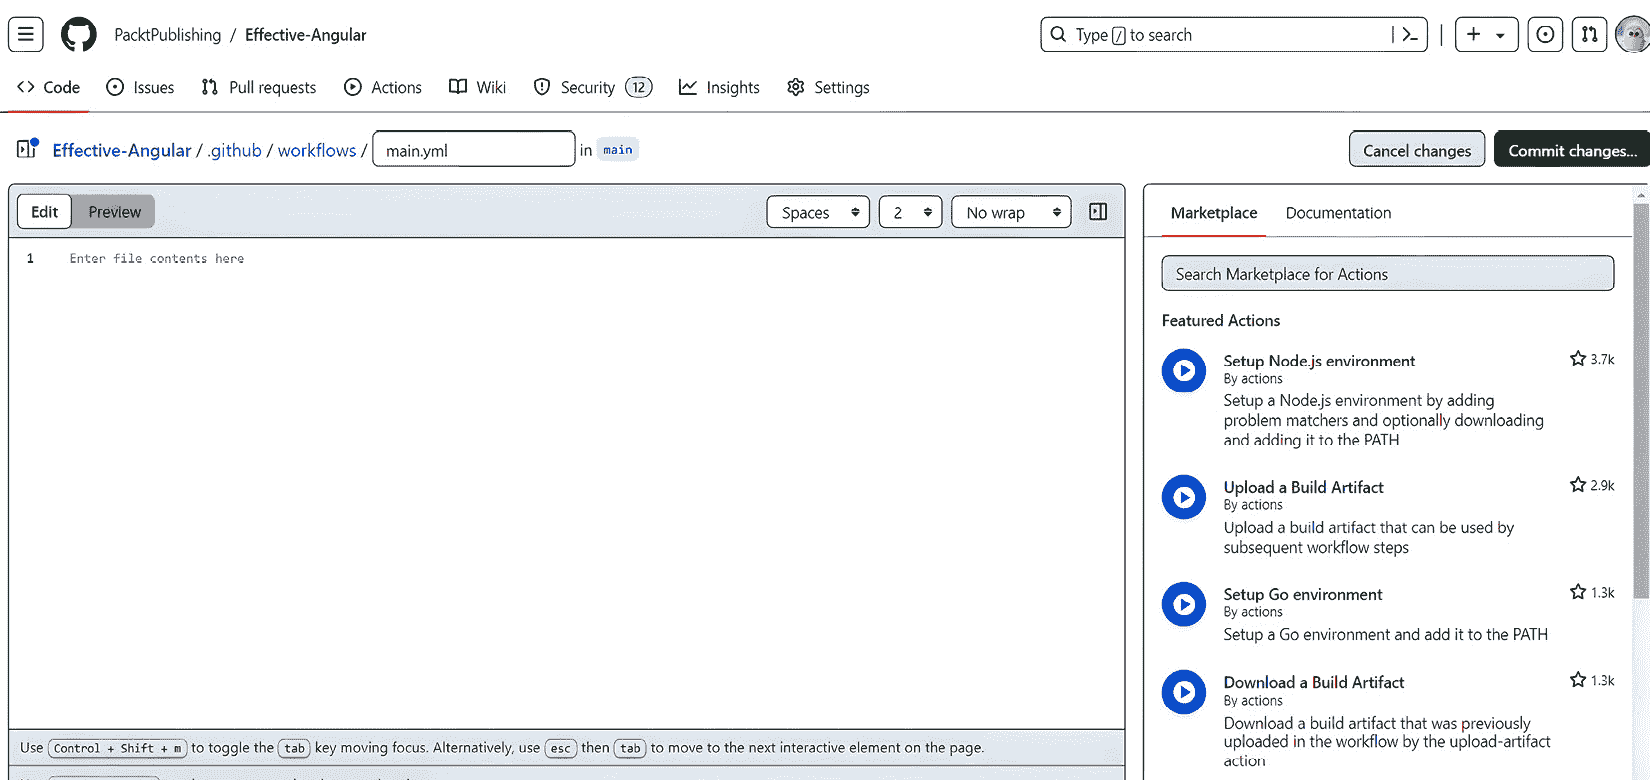 PacktPublishing / Effective-Angular
Type / to search
Code Issues Pull requests Actions Wiki Security 12 Insights Settings
Effective-Angular / .github / workflows / main.yml in main
Cancel changes Commit changes...
Edit Preview Spaces 2 No wrap
1 Enter file contents here
Use Control + Shift + m to toggle the tab key moving focus. Alternatively, use esc then tab to move to the next interactive element on the page.
Marketplace Documentation
Search Marketplace for Actions
Featured Actions
Setup Node.js environment 3.7k
By actions
Setup a Node.js environment by adding
problem matchers and optionally downloading
and adding it to the PATH
Upload a Build Artifact 2.9k
By actions
Upload a build artifact that can be used by
subsequent workflow steps
Setup Go environment 1.3k
By actions
Setup a Go environment and add it to the PATH
Download a Build Artifact 1.3k
By actions
Download a build artifact that was previously
uploaded in the workflow by the upload-artifact
action